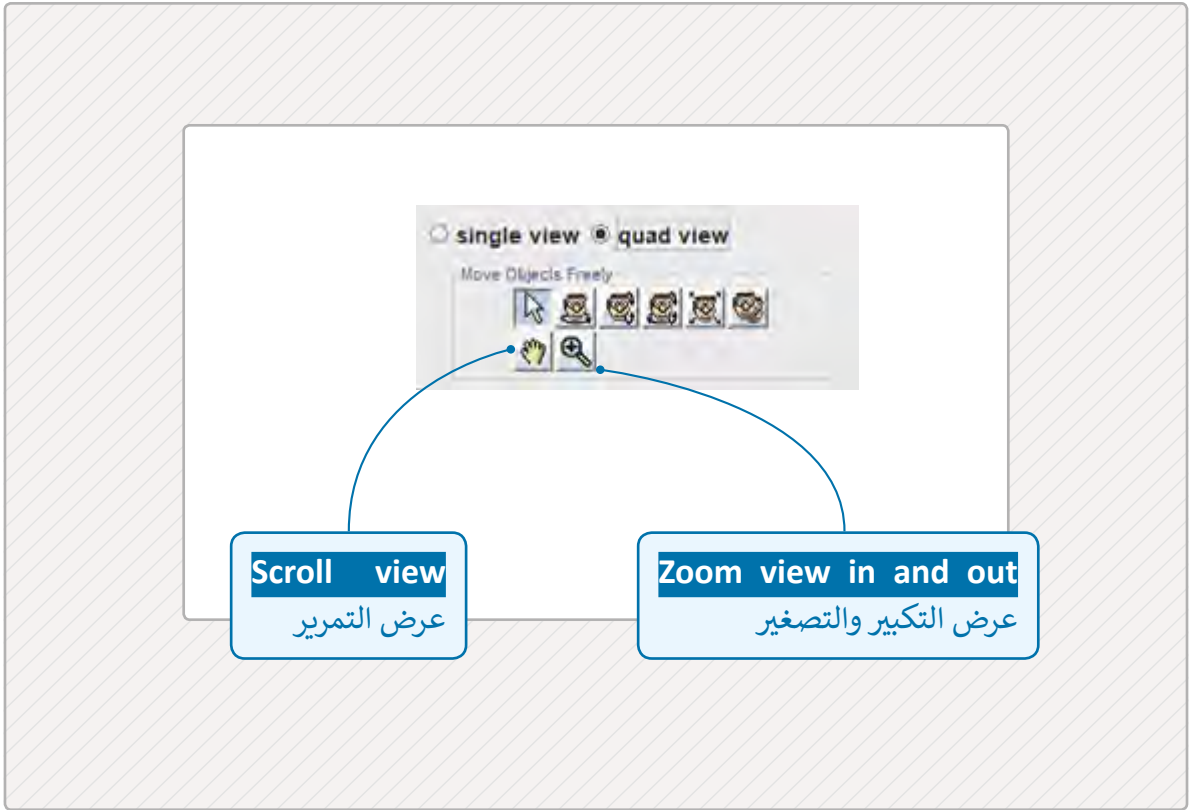 single view quad view
Move Objects Freely
Scroll view
عرض التمرير
Zoom view in and out
عرض التكبير والتصغير